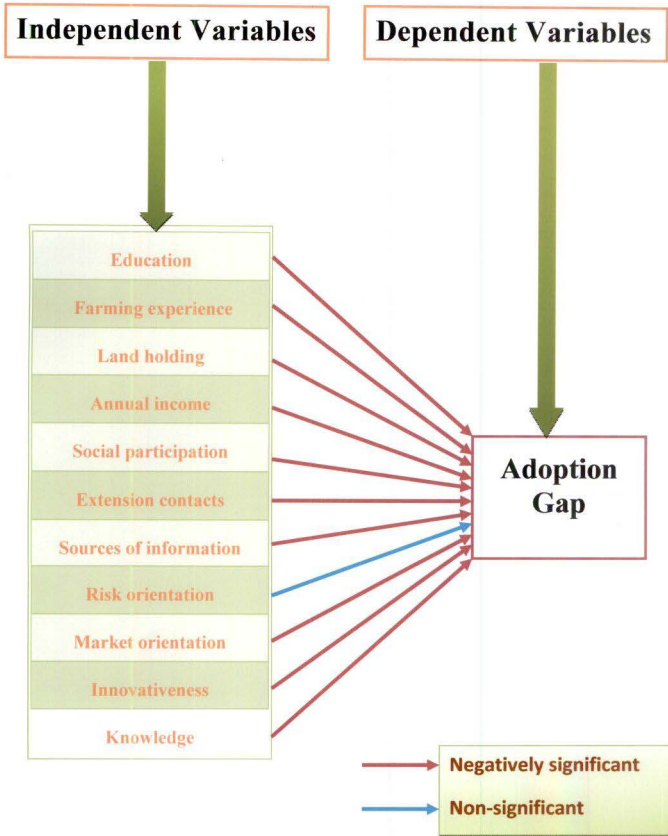 Independent Variables
Dependent Variables
Education
Farming experience
Land holding
Annual income
Social participation
Extension contacts
Sources of information
Risk orientation
Market orientation
Innovativeness
Knowledge
Adoption
Gap
Negatively significant
Non-significant